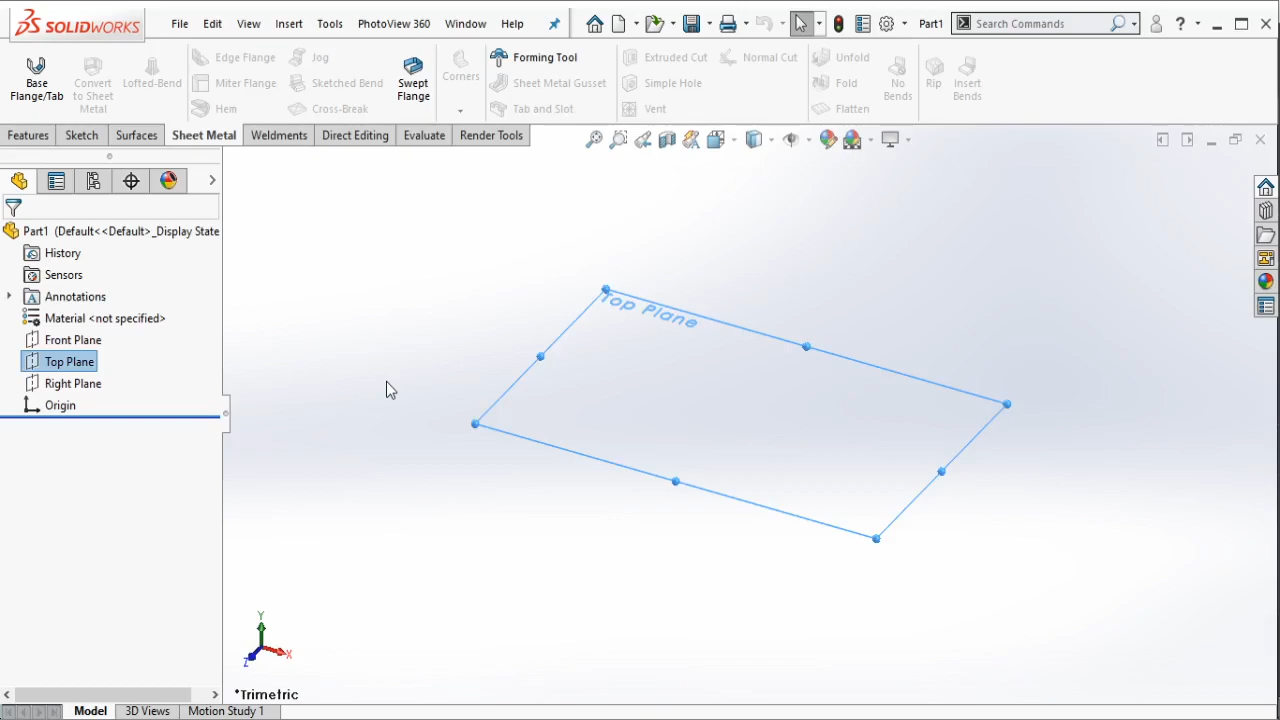 SOLIDWORKS File Edit View Insert Tools PhotoView 360 Window Help Part1 Search Commands ?
Base Flange/Tab Convert to Sheet Metal Lofted-Bend Edge Flange Miter Flange Hem Jog Sketched Bend Cross-Break Swept Flange Corners Forming Tool Sheet Metal Gusset Tab and Slot Extruded Cut Simple Hole Vent Normal Cut Unfold Fold Flatten No Bends Rip Insert Bends
Features Sketch Surfaces Sheet Metal Weldments Direct Editing Evaluate Render Tools
Part1 (Default<<Default>_Display State
History
Sensors
A Annotations
Material <not specified>
Front Plane
Top Plane
Right Plane
Origin
Top Plane
Y
X
Z
*Trimetric
Model 3D Views Motion Study 1